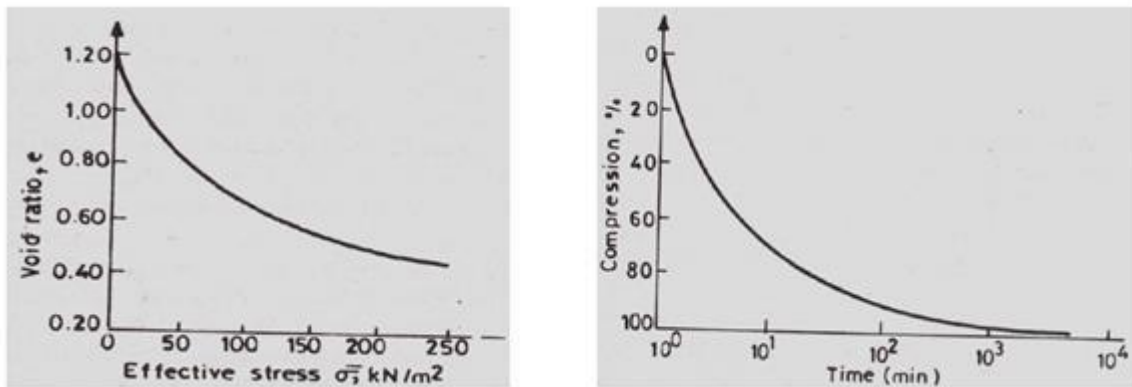 1.20
1.00
0.80
0.60
0.40
0.20
Void ratio, e
0 50 100 150 200 250
Effective stress σ̅, kN/m2
0
20
40
60
80
100
Compression, %
10⁰ 10¹ 10² 10³ 10⁴
Time (min)